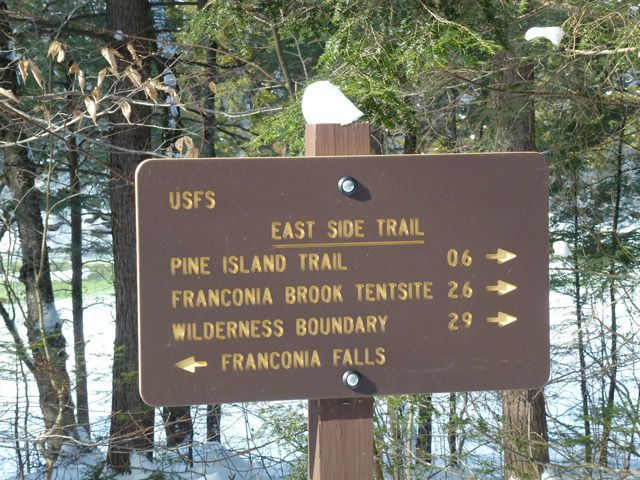 USFS
EAST SIDE TRAIL
PINE ISLAND TRAIL 0.6 →
FRANCONIA BROOK TENTSITE 2.6 →
WILDERNESS BOUNDARY 2.9 →
← FRANCONIA FALLS